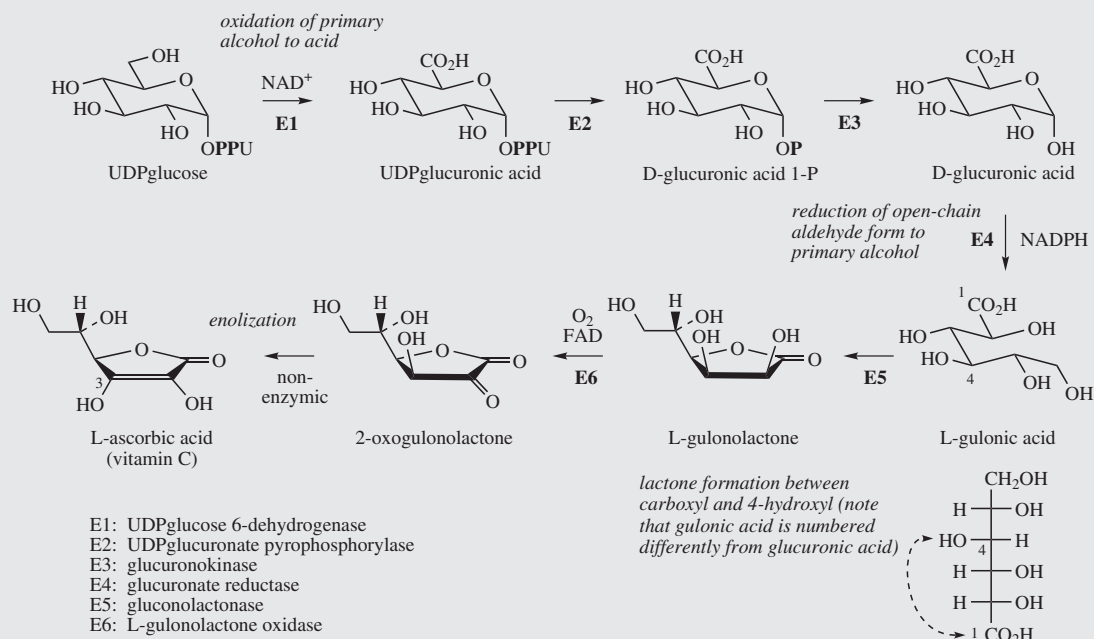 oxidation of primary
alcohol to acid
OH
HO
HO
O
HO
OPPU
UDPglucose
NAD+
E1
CO₂H
HO
HO
O
HO
OPPU
UDPglucuronic acid
E2
CO₂H
HO
HO
O
HO
OP
D-glucuronic acid 1-P
E3
CO₂H
HO
HO
O
HO
OH
D-glucuronic acid
reduction of open-chain
aldehyde form to
primary alcohol
E4
NADPH
1
CO₂H
HO
OH
HO
4
OH
HO
L-gulonic acid
E5
HO
H
OH
OH
OH
O
O
L-gulonolactone
O₂
FAD
E6
HO
H
OH
OH
O
O
O
2-oxogulonolactone
enolization
non-
enzymic
HO
H
OH
O
O
3
HO
OH
L-ascorbic acid
(vitamin C)
lactone formation between
carboxyl and 4-hydroxyl (note
that gulonic acid is numbered
differently from glucuronic acid)
CH₂OH
H OH
HO 4 H
H OH
H OH
1 CO₂H
E1: UDPglucose 6-dehydrogenase
E2: UDPglucuronate pyrophosphorylase
E3: glucuronokinase
E4: glucuronate reductase
E5: gluconolactonase
E6: L-gulonolactone oxidase